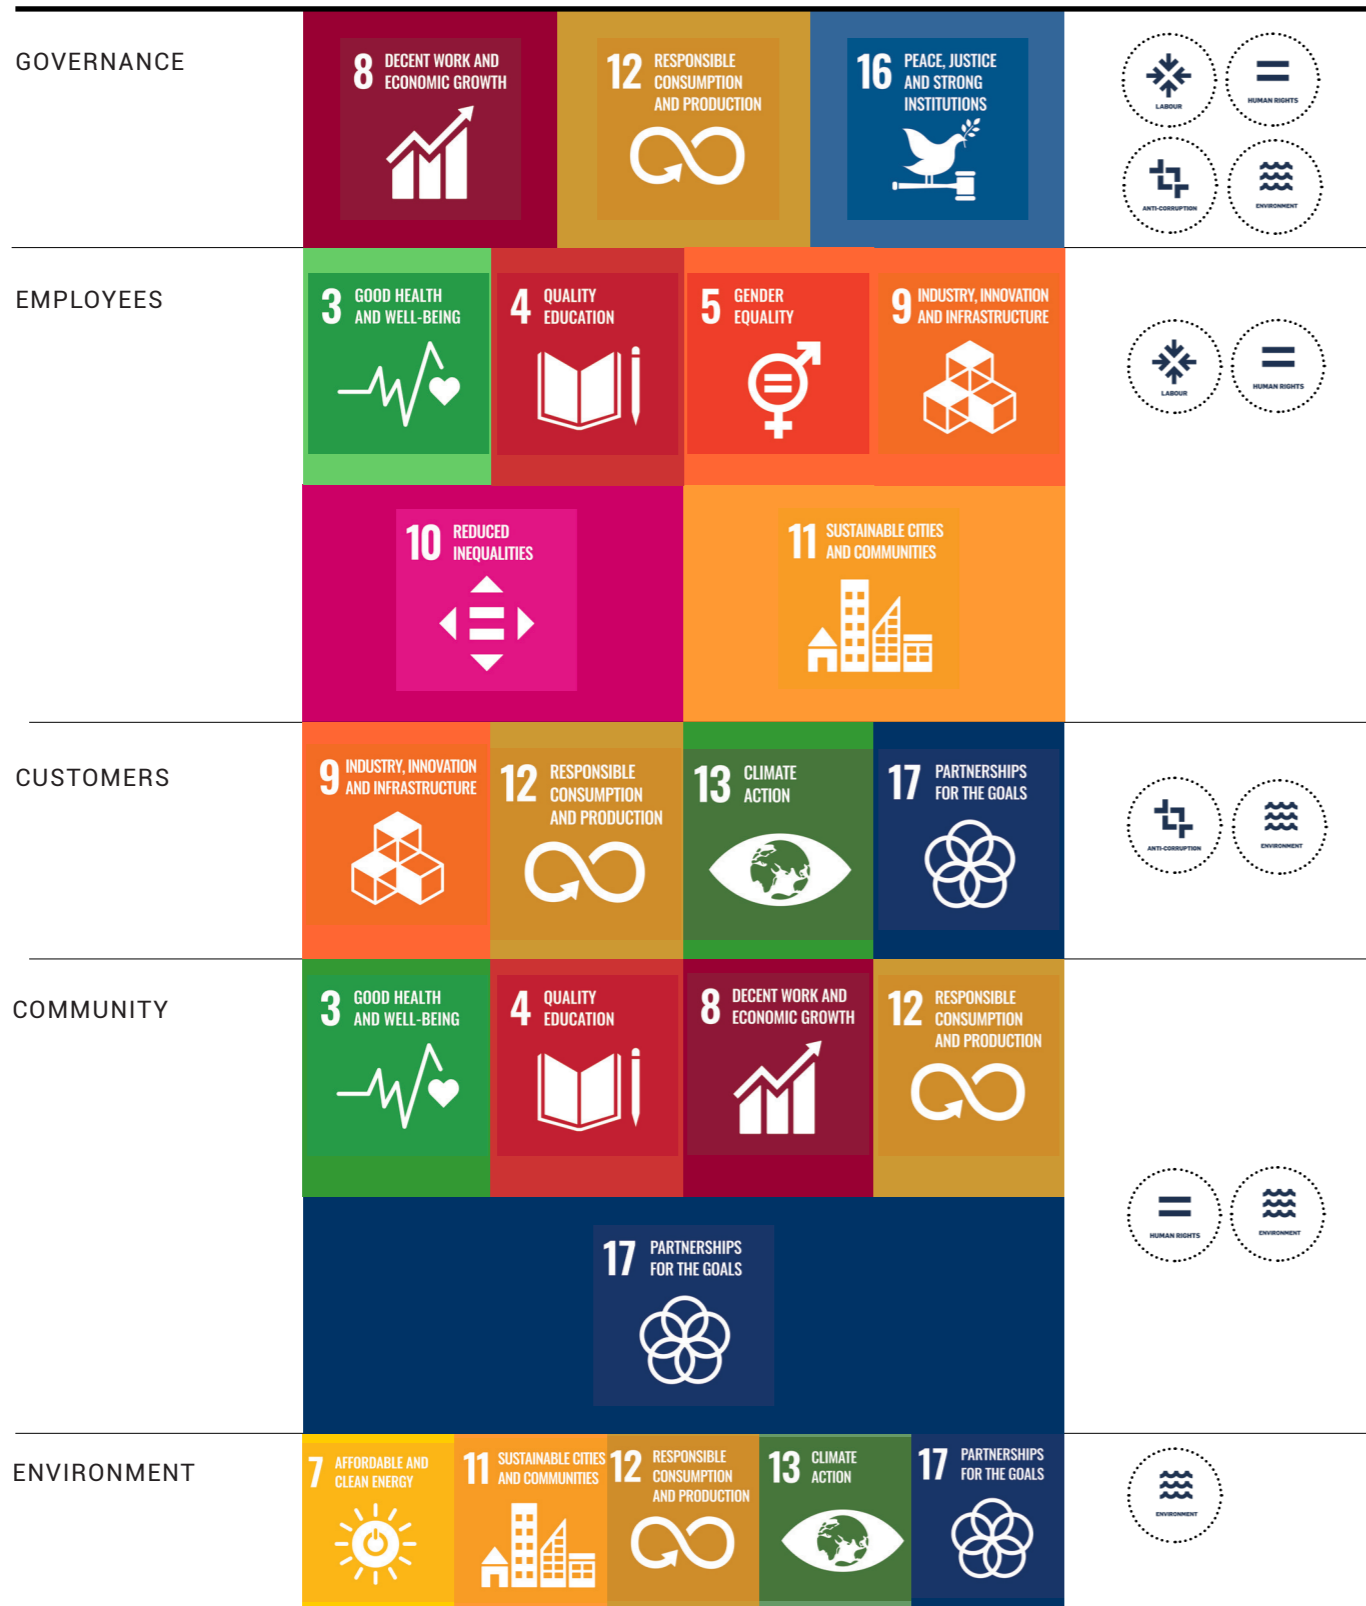 GOVERNANCE
8 DECENT WORK AND
ECONOMIC GROWTH
12 RESPONSIBLE
CONSUMPTION
AND PRODUCTION
16 PEACE, JUSTICE
AND STRONG
INSTITUTIONS
LABOUR
HUMAN RIGHTS
ANTI-CORRUPTION
ENVIRONMENT
EMPLOYEES
3 GOOD HEALTH
AND WELL-BEING
4 QUALITY
EDUCATION
5 GENDER
EQUALITY
9 INDUSTRY, INNOVATION
AND INFRASTRUCTURE
LABOUR
HUMAN RIGHTS
10 REDUCED
INEQUALITIES
11 SUSTAINABLE CITIES
AND COMMUNITIES
CUSTOMERS
9 INDUSTRY, INNOVATION
AND INFRASTRUCTURE
12 RESPONSIBLE
CONSUMPTION
AND PRODUCTION
13 CLIMATE
ACTION
17 PARTNERSHIPS
FOR THE GOALS
ANTI-CORRUPTION
ENVIRONMENT
COMMUNITY
3 GOOD HEALTH
AND WELL-BEING
4 QUALITY
EDUCATION
8 DECENT WORK AND
ECONOMIC GROWTH
12 RESPONSIBLE
CONSUMPTION
AND PRODUCTION
17 PARTNERSHIPS
FOR THE GOALS
HUMAN RIGHTS
ENVIRONMENT
ENVIRONMENT
7 AFFORDABLE AND
CLEAN ENERGY
11 SUSTAINABLE CITIES
AND COMMUNITIES
12 RESPONSIBLE
CONSUMPTION
AND PRODUCTION
13 CLIMATE
ACTION
17 PARTNERSHIPS
FOR THE GOALS
ENVIRONMENT